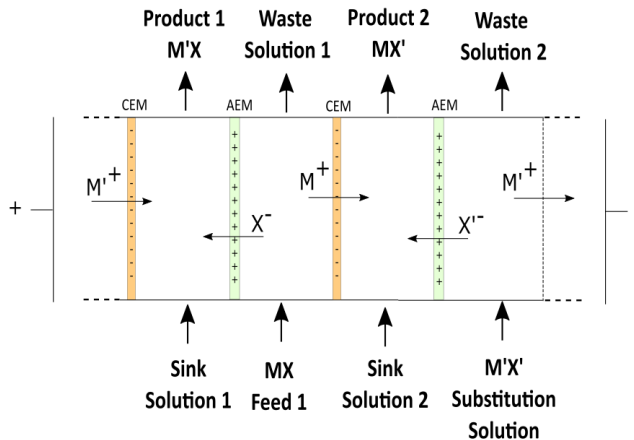 Product 1
M'X
Waste
Solution 1
Product 2
MX'
Waste
Solution 2
CEM
AEM
CEM
AEM
+
M'+
X-
M+
X'-
M'+
-
Sink
Solution 1
MX
Feed 1
Sink
Solution 2
M'X'
Substitution
Solution